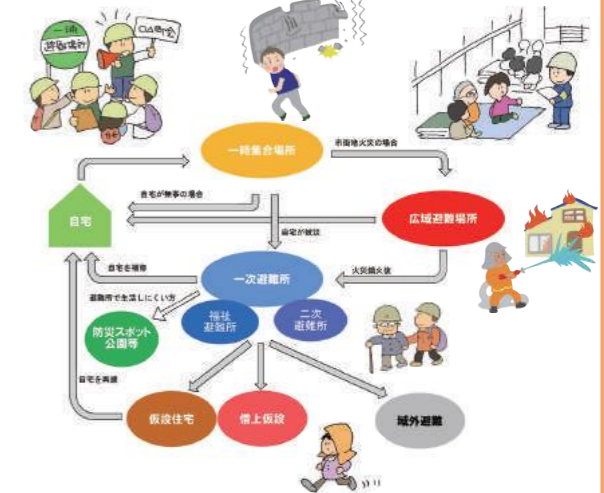 一時
避難場所
一時集合場所
市街地火災の場合
自宅が無事の場合
自宅
広域避難場所
自宅が被災
自宅を補修
一次避難所
火災鎮火後
避難所で生活しにくい方
福祉
避難所
二次
避難所
防災スポット
公園等
自宅を再建
仮設住宅
借上仮設
域外避難